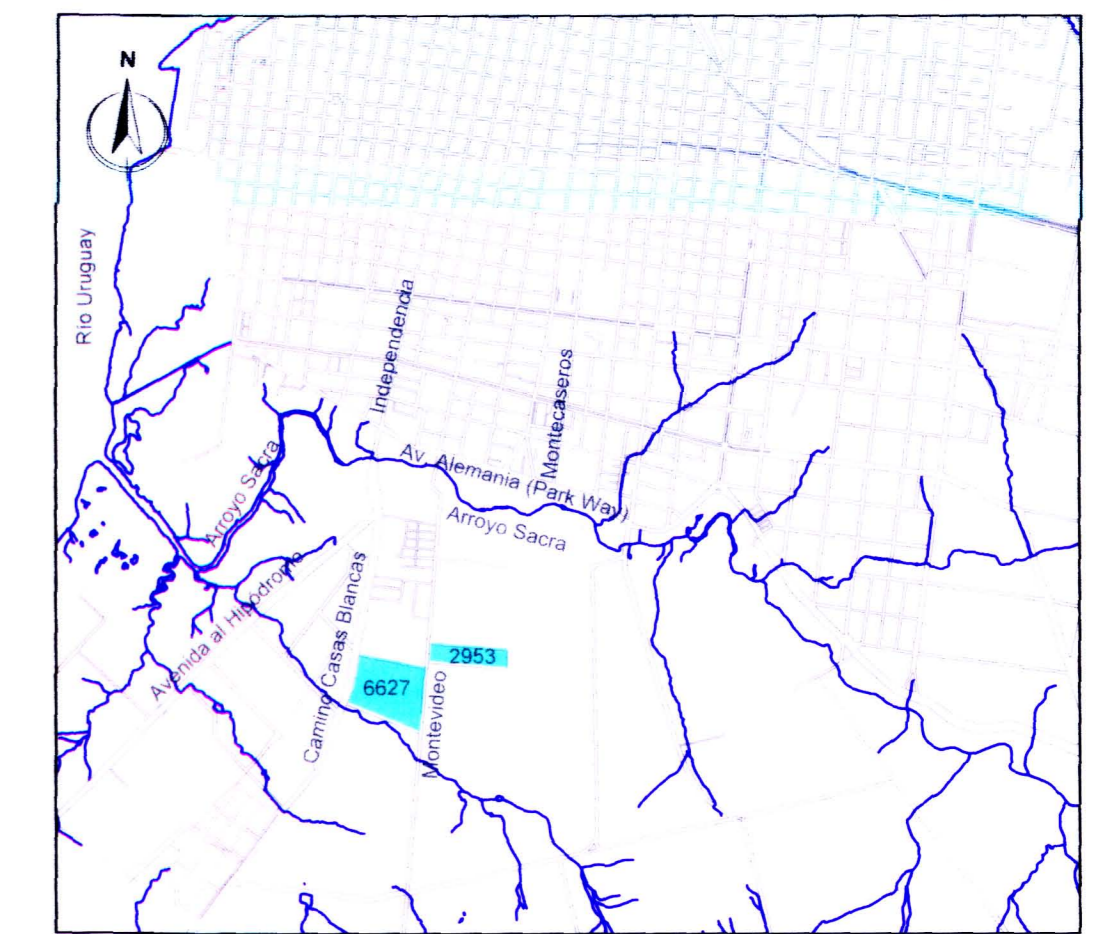 N
Rio Uruguay
Independencia
Montecaseros
Av. Alemania (Park Way)
Arroyo Sacra
Arroyo Sacra
Avenida al Hipódromo
Camino Casas Blancas
2953
6627
Montevideo